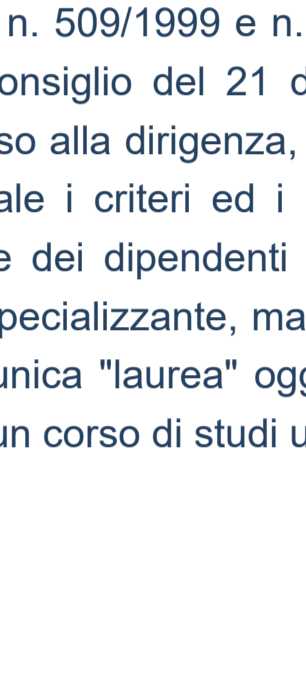 n. 509/1999 e n.
onsiglio del 21 d
so alla dirigenza,
ale i criteri ed i
e dei dipendenti
pecializzante, ma
unica "laurea" ogg
un corso di studi u